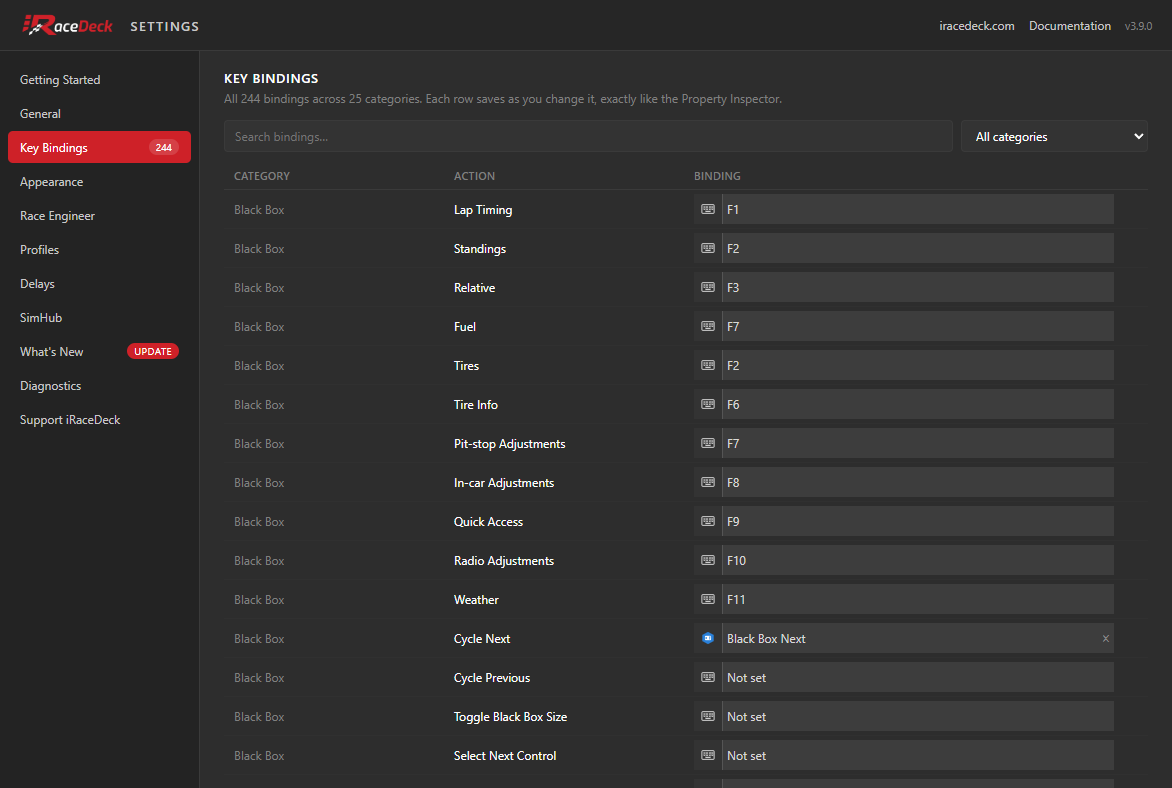 iRaceDeck SETTINGS iracedeck.com Documentation v3.9.0
Getting Started
General
Key Bindings 244
Appearance
Race Engineer
Profiles
Delays
SimHub
What's New UPDATE
Diagnostics
Support iRaceDeck
KEY BINDINGS
All 244 bindings across 25 categories. Each row saves as you change it, exactly like the Property Inspector.
Search bindings... All categories
CATEGORY ACTION BINDING
Black Box Lap Timing F1
Black Box Standings F2
Black Box Relative F3
Black Box Fuel F7
Black Box Tires F2
Black Box Tire Info F6
Black Box Pit-stop Adjustments F7
Black Box In-car Adjustments F8
Black Box Quick Access F9
Black Box Radio Adjustments F10
Black Box Weather F11
Black Box Cycle Next Black Box Next ×
Black Box Cycle Previous Not set
Black Box Toggle Black Box Size Not set
Black Box Select Next Control Not set